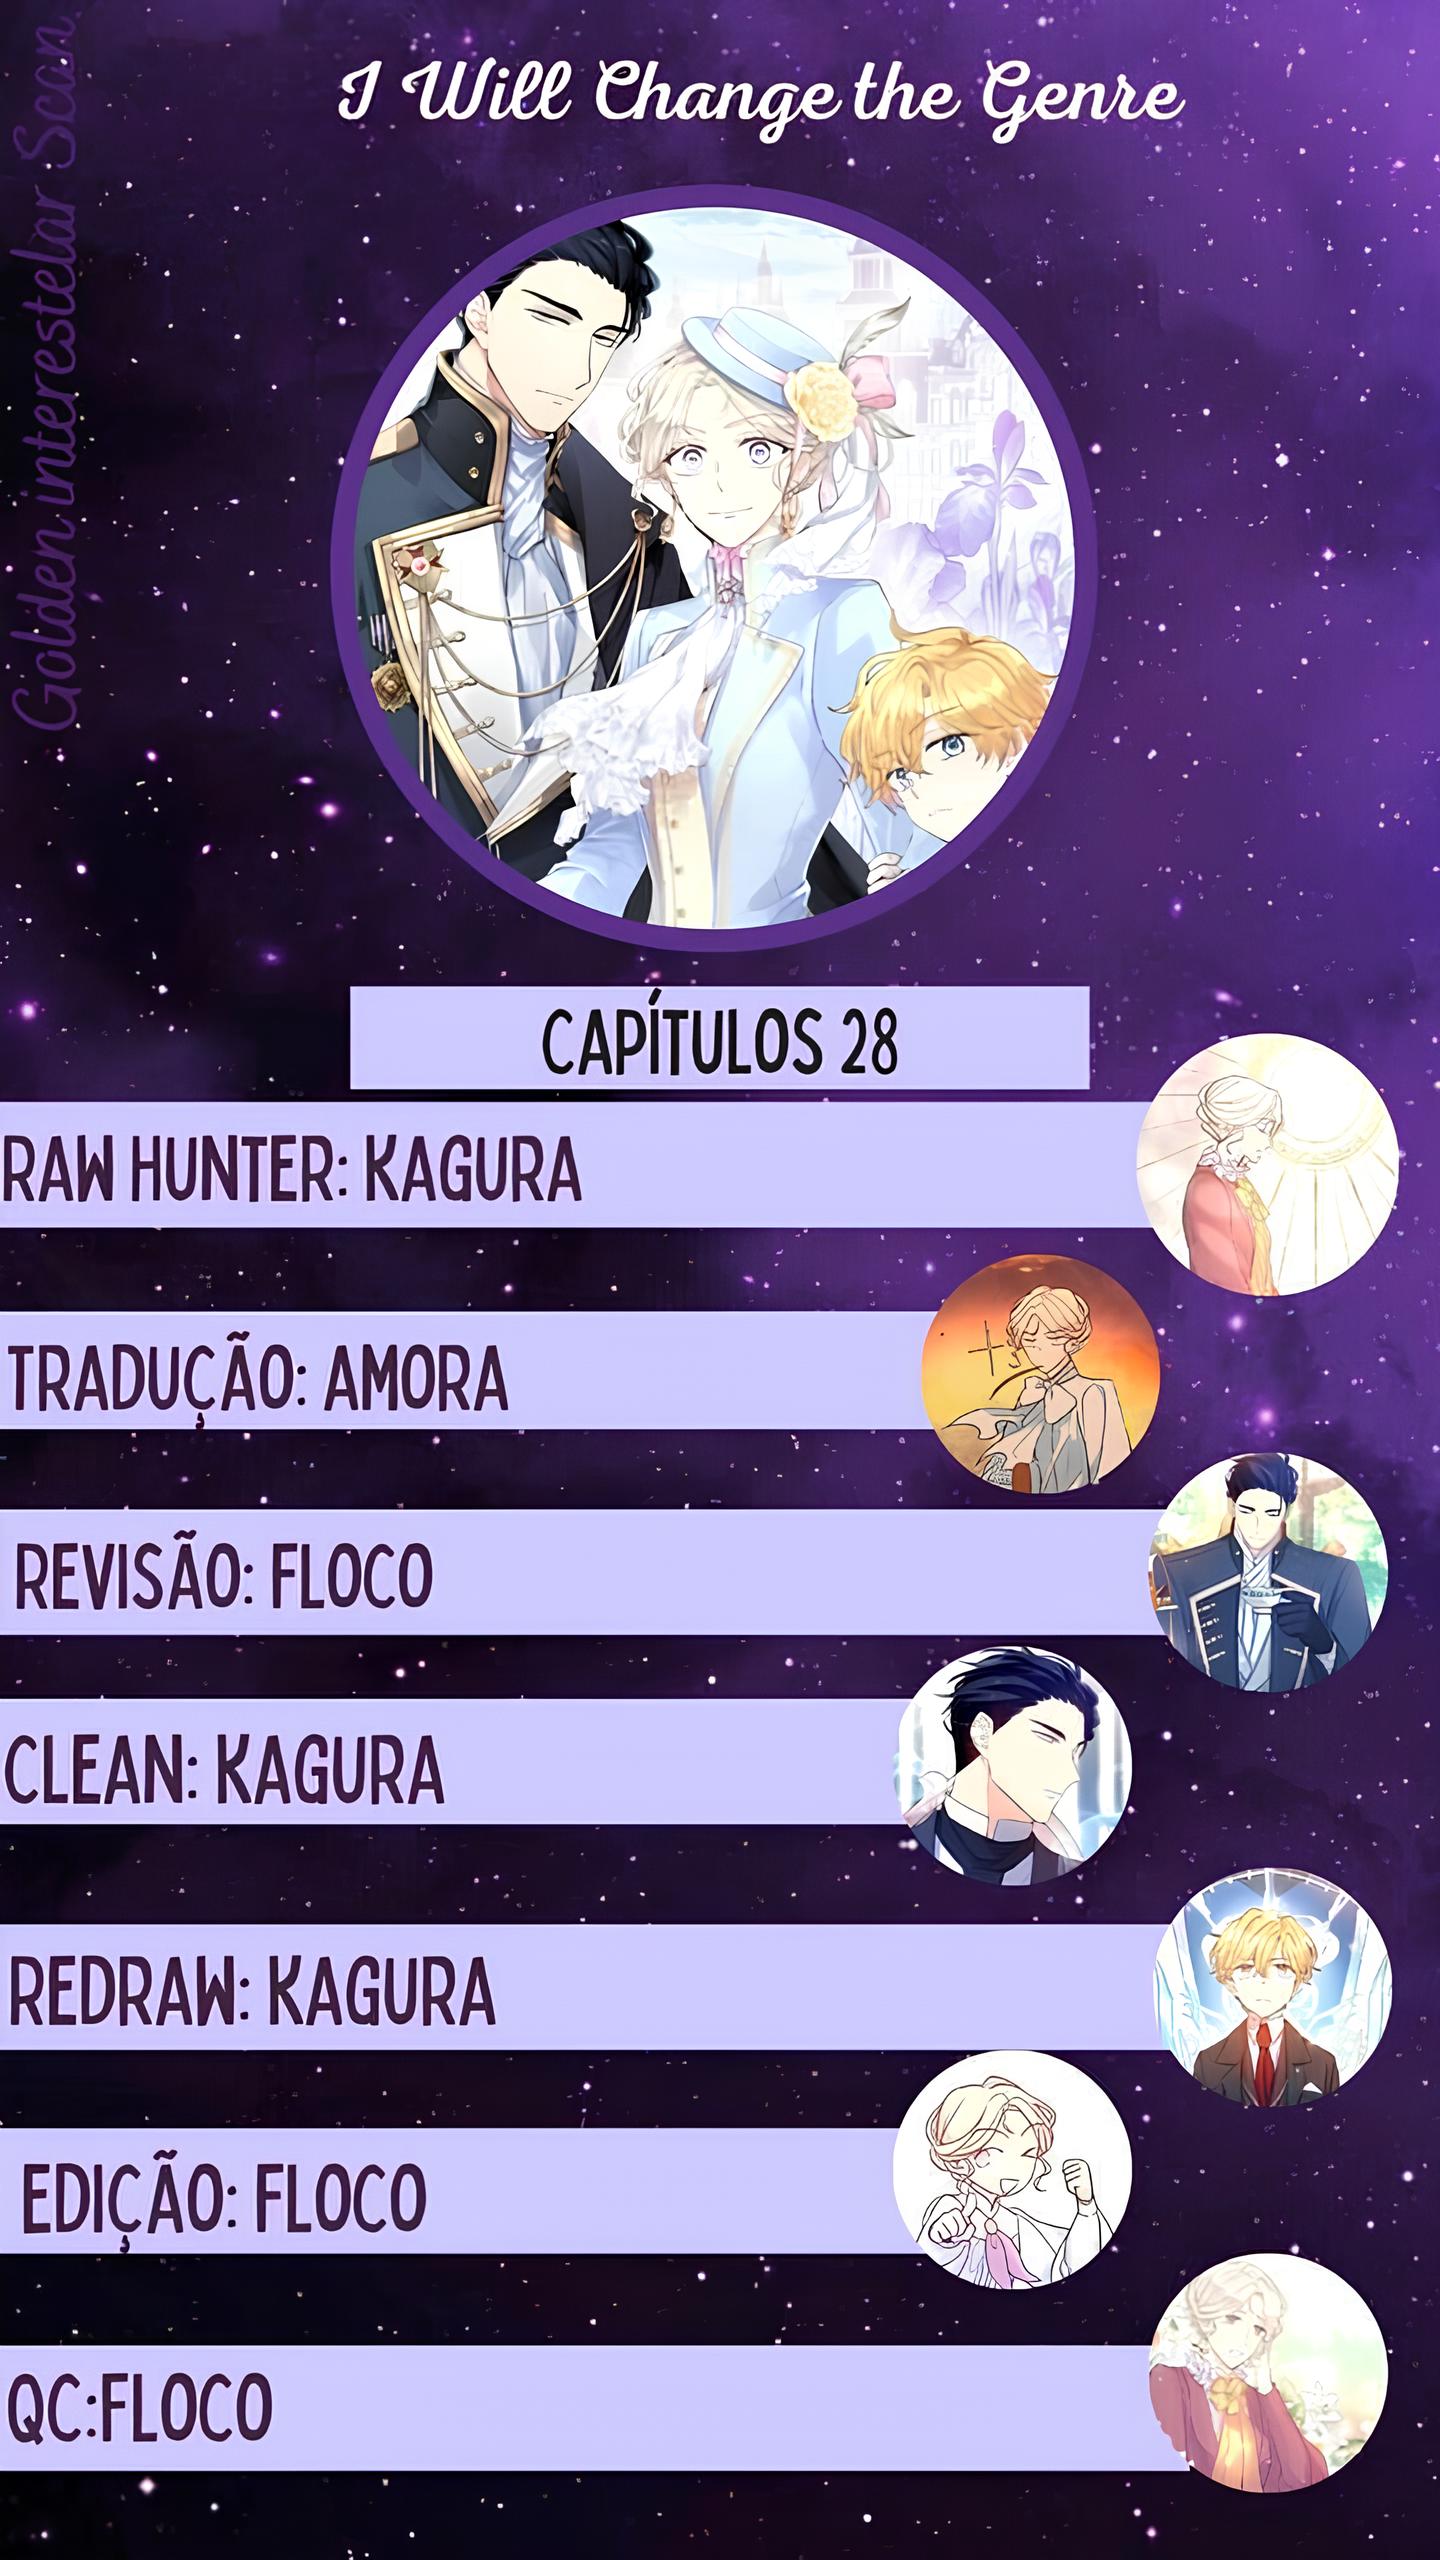 I Will Change the Genre
Golden interestelar Scan
CAPÍTULOS 28
RAW HUNTER: KAGURA
TRADUÇÃO: AMORA
REVISÃO: FLOCO
CLEAN: KAGURA
REDRAW: KAGURA
EDIÇÃO: FLOCO
QC:FLOCO